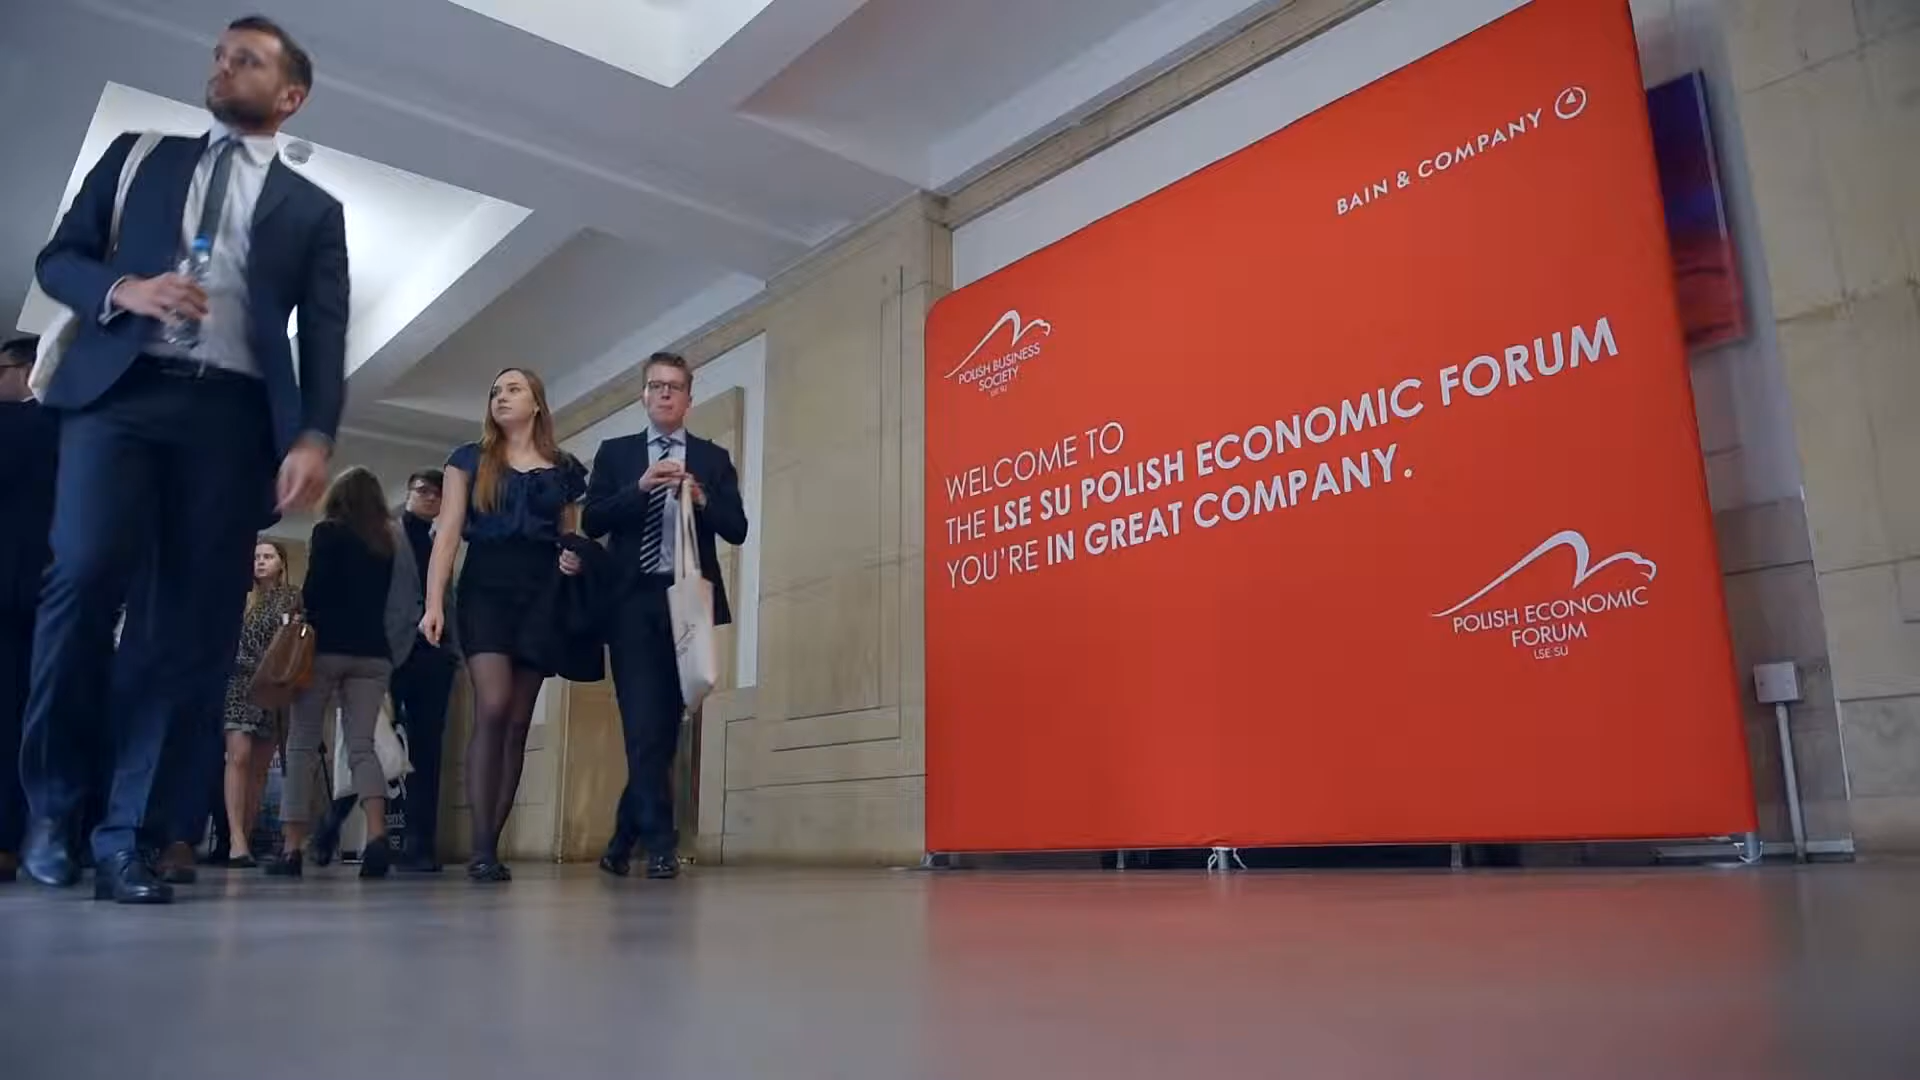 BAIN & COMPANY
POLISH BUSINESS
SOCIETY
LSE SU
WELCOME TO
THE LSE SU POLISH ECONOMIC FORUM
YOU'RE IN GREAT COMPANY.
POLISH ECONOMIC
FORUM
LSE SU